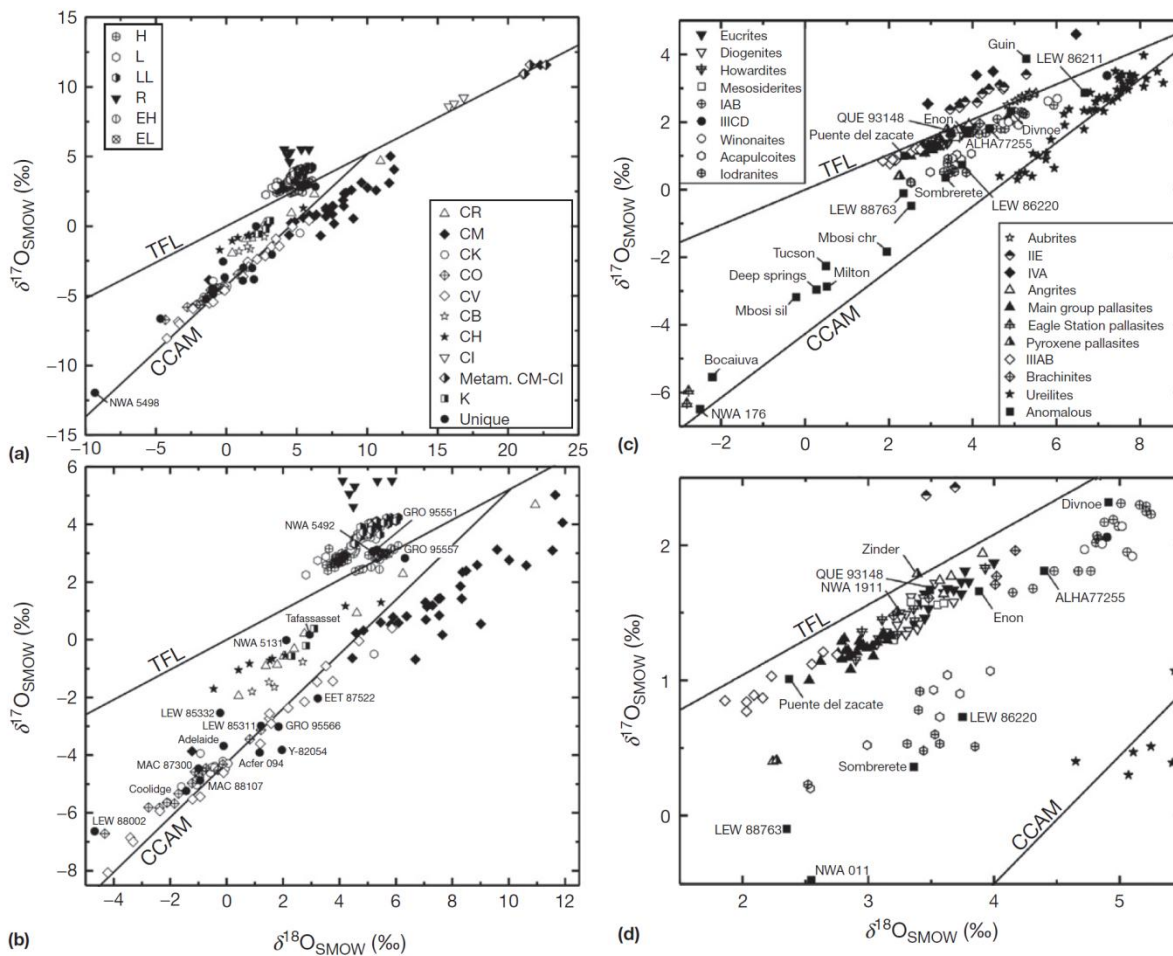 H
L
LL
R
EH
EL
CR
CM
CK
CO
CV
CB
CH
CI
Metam. CM-CI
K
Unique
TFL
CCAM
NWA 5498
δ¹⁷O_SMOW (‰)
15
10
5
0
−5
−10
−15
−10 −5 0 5 10 15 20 25
(a)
6
4
2
0
−2
−4
−6
−8
δ¹⁷O_SMOW (‰)
NWA 5492
GRO 95551
GRO 95557
TFL
Tafassasset
NWA 5131
EET 87522
LEW 85332
LEW 85311
GRO 95566
Adelaide
Y-82054
Acfer 094
MAC 87300
MAC 88107
Coolidge
LEW 88002
CCAM
−4 −2 0 2 4 6 8 10 12
(b)
δ¹⁸O_SMOW (‰)
Eucrites
Diogenites
Howardites
Mesosiderites
IAB
IIICD
Winonaites
Acapulcoites
Iodranites
Guin
LEW 86211
QUE 93148
Enon
Puente del zacate
Divnoe
ALHA77255
TFL
Sombrerete
LEW 86220
LEW 88763
Mbosi chr
Tucson
Deep springs
Milton
Mbosi sil
CCAM
Bocaiuva
NWA 176
Aubrites
IIE
IVA
Angrites
Main group pallasites
Eagle Station pallasites
Pyroxene pallasites
IIIAB
Brachinites
Ureilites
Anomalous
δ¹⁷O_SMOW (‰)
4
2
0
−2
−4
−6
−2 0 2 4 6 8
(c)
Divnoe
Zinder
QUE 93148
NWA 1911
TFL
Enon
ALHA77255
Puente del zacate
LEW 86220
Sombrerete
LEW 88763
NWA 011
CCAM
δ¹⁷O_SMOW (‰)
2
1
0
2 3 4 5
δ¹⁸O_SMOW (‰)
(d)